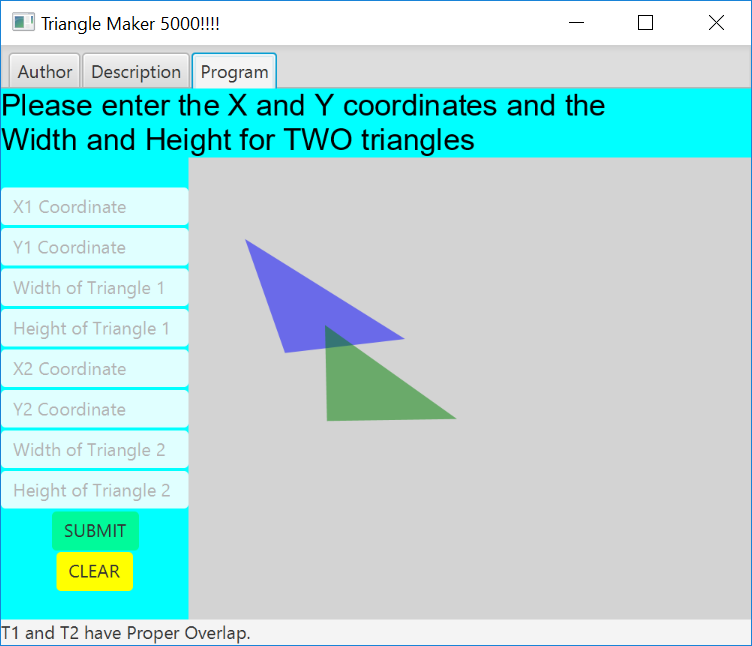 Triangle Maker 5000!!!!
Author Description Program
Please enter the X and Y coordinates and the
Width and Height for TWO triangles
X1 Coordinate
Y1 Coordinate
Width of Triangle 1
Height of Triangle 1
X2 Coordinate
Y2 Coordinate
Width of Triangle 2
Height of Triangle 2
SUBMIT
CLEAR
T1 and T2 have Proper Overlap.